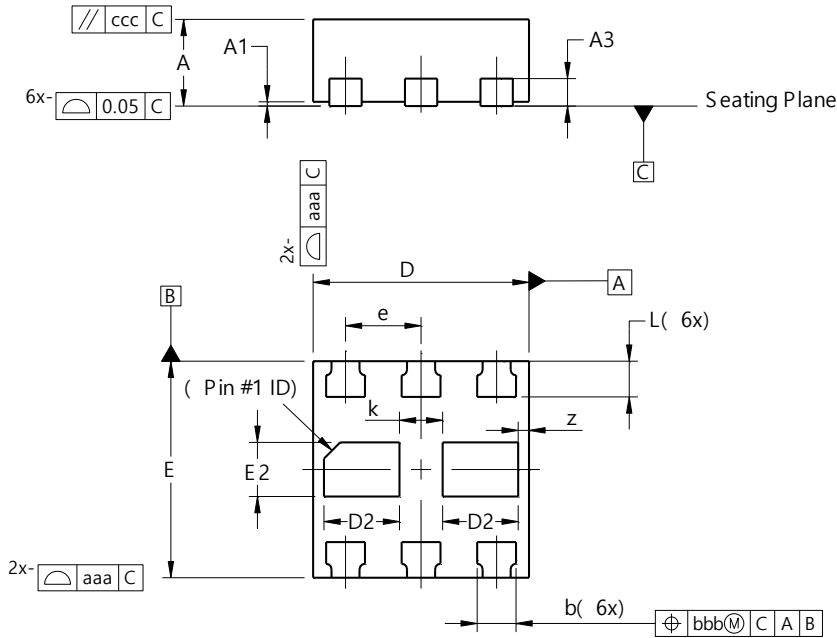 // ccc C
A
A1
A3
6x- ⌓ 0.05 C
Seating Plane
C
2x- ⌓ aaa C
D
A
B
e
L( 6x)
( Pin #1 ID)
k
z
E
E2
D2
D2
2x- ⌓ aaa C
b( 6x)
⌖ bbbⓂ C A B